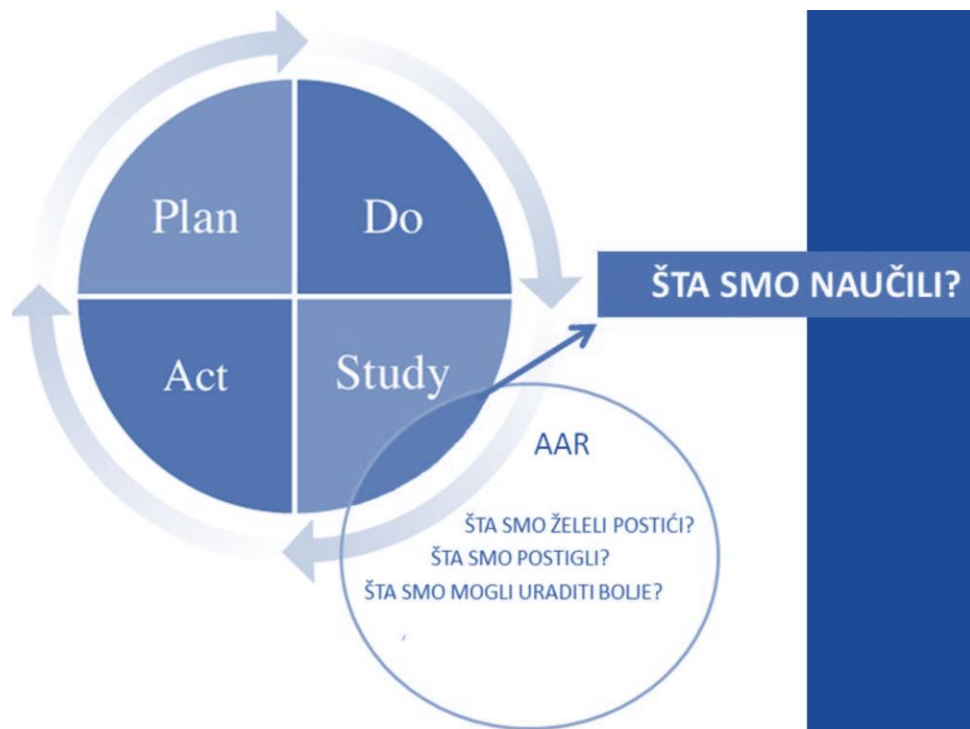 Plan
Do
ŠTA SMO NAUČILI?
Act
Study
AAR
ŠTA SMO ŽELELI POSTIĆI?
ŠTA SMO POSTIGLI?
ŠTA SMO MOGLI URADITI BOLJE?